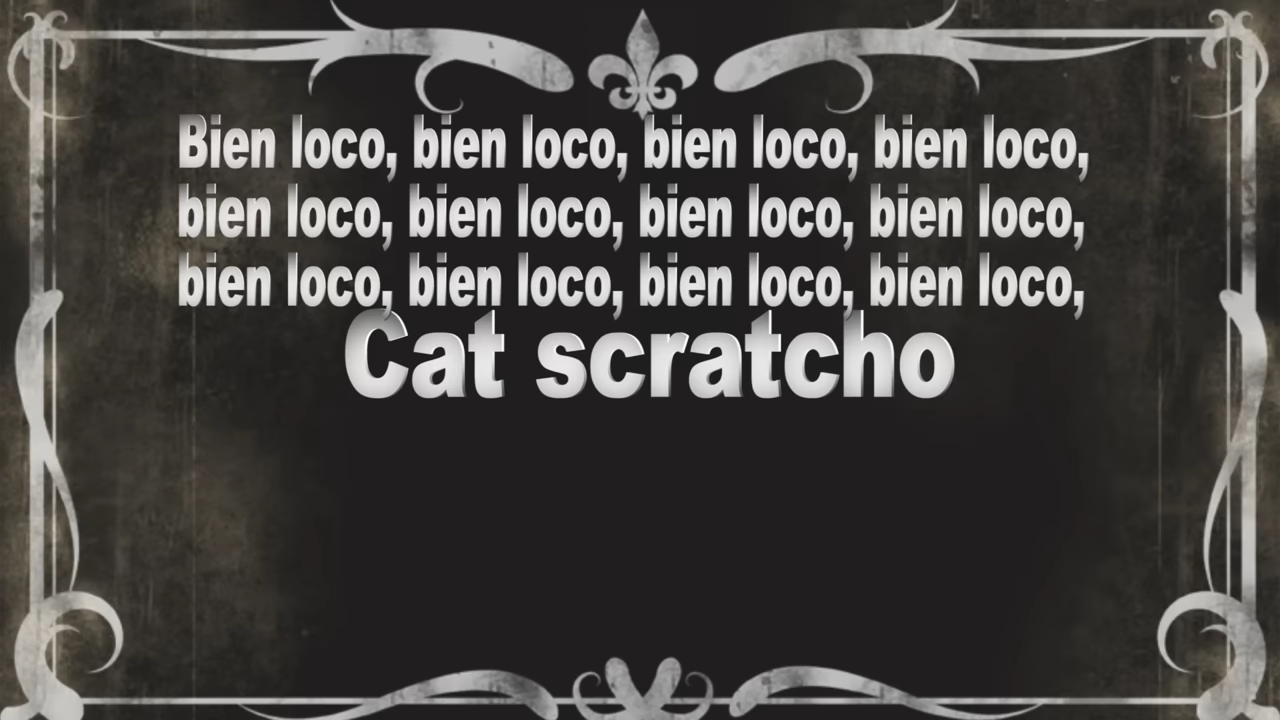 Bien loco, bien loco, bien loco, bien loco,
bien loco, bien loco, bien loco, bien loco,
bien loco, bien loco, bien loco, bien loco,
Cat scratcho